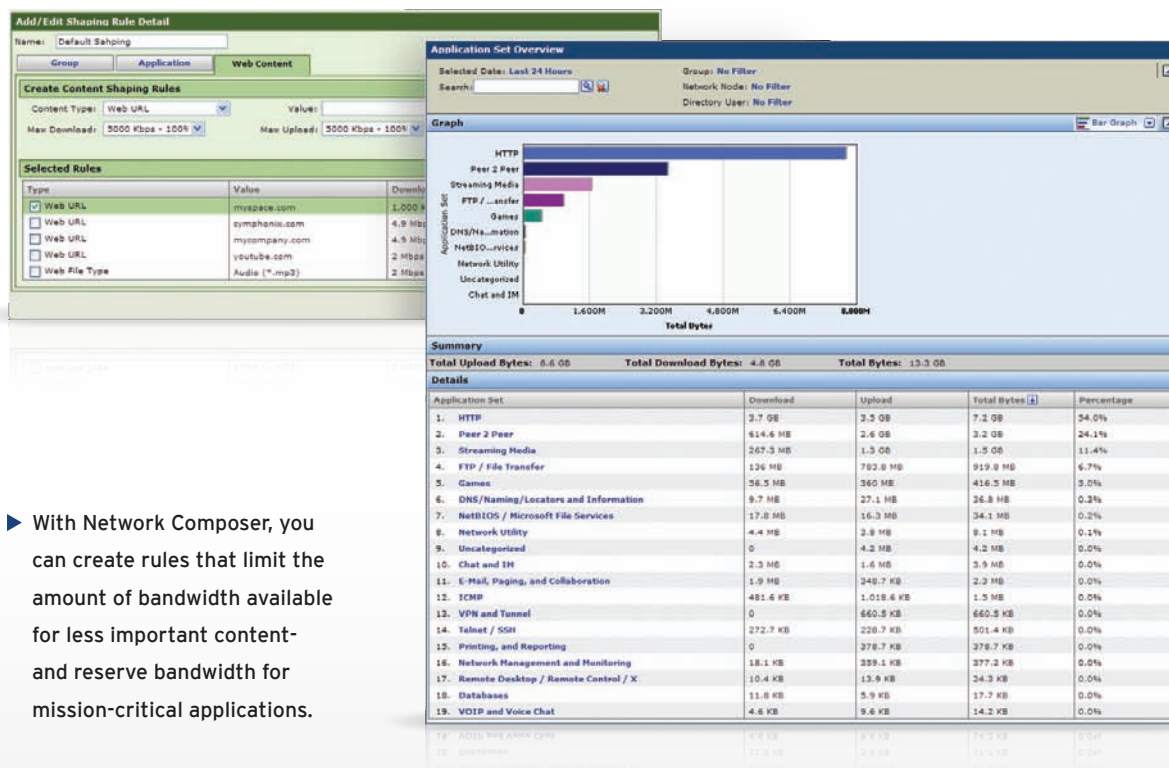 Add/Edit Shaping Rule Detail
Name: Default Sahping
Group Application Web Content
Create Content Shaping Rules
Content Type: Web URL Value:
Max Download: 5000 Kbps - 100% Max Upload: 5000 Kbps - 100%
Selected Rules
Type Value
Web URL myspace.com 1.000
Web URL symphonix.com 4.9
Web URL mycompany.com 4.9
Web URL youtube.com 2 Mbps
Web File Type Audio (*.mp3) 2 Mbps
Application Set Overview
Selected Date: Last 24 Hours Group: No Filter
Search: Network Node: No Filter
Directory User: No Filter
Graph Bar Graph
HTTP
Peer 2 Peer
Streaming Media
FTP / ...ansfer
Games
DNS/Na...mation
NetBIO...rvices
Network Utility
Uncategorized
Chat and IM
Application Set
0 1.600M 3.200M 4.800M 6.400M 8.000M
Total Bytes
Summary
Total Upload Bytes: 8.6 GB Total Download Bytes: 4.8 GB Total Bytes: 13.3 GB
Details
Application Set Download Upload Total Bytes Percentage
1. HTTP 3.7 GB 3.5 GB 7.2 GB 54.0%
2. Peer 2 Peer 614.6 MB 2.6 GB 3.2 GB 24.1%
3. Streaming Media 267.3 MB 1.3 GB 1.5 GB 11.4%
4. FTP / File Transfer 136 MB 783.8 MB 919.8 MB 6.7%
5. Games 56.5 MB 360 MB 416.5 MB 3.0%
6. DNS/Naming/Locators and Information 9.7 MB 27.1 MB 36.8 MB 0.3%
7. NetBIOS / Microsoft File Services 17.8 MB 16.3 MB 34.1 MB 0.2%
8. Network Utility 4.4 MB 3.8 MB 8.1 MB 0.1%
9. Uncategorized 0 4.2 MB 4.2 MB 0.0%
10. Chat and IM 2.3 MB 1.6 MB 3.9 MB 0.0%
11. E-Mail, Paging, and Collaboration 1.9 MB 348.7 KB 2.3 MB 0.0%
12. ICMP 481.6 KB 1,018.6 KB 1.5 MB 0.0%
13. VPN and Tunnel 0 660.5 KB 660.5 KB 0.0%
14. Telnet / SSH 272.7 KB 228.7 KB 501.4 KB 0.0%
15. Printing, and Reporting 0 378.7 KB 378.7 KB 0.0%
16. Network Management and Monitoring 18.1 KB 359.1 KB 377.2 KB 0.0%
17. Remote Desktop / Remote Control / X 10.4 KB 13.9 KB 24.3 KB 0.0%
18. Databases 11.8 KB 5.9 KB 17.7 KB 0.0%
19. VOIP and Voice Chat 4.6 KB 9.6 KB 14.2 KB 0.0%
With Network Composer, you
can create rules that limit the
amount of bandwidth available
for less important content-
and reserve bandwidth for
mission-critical applications.